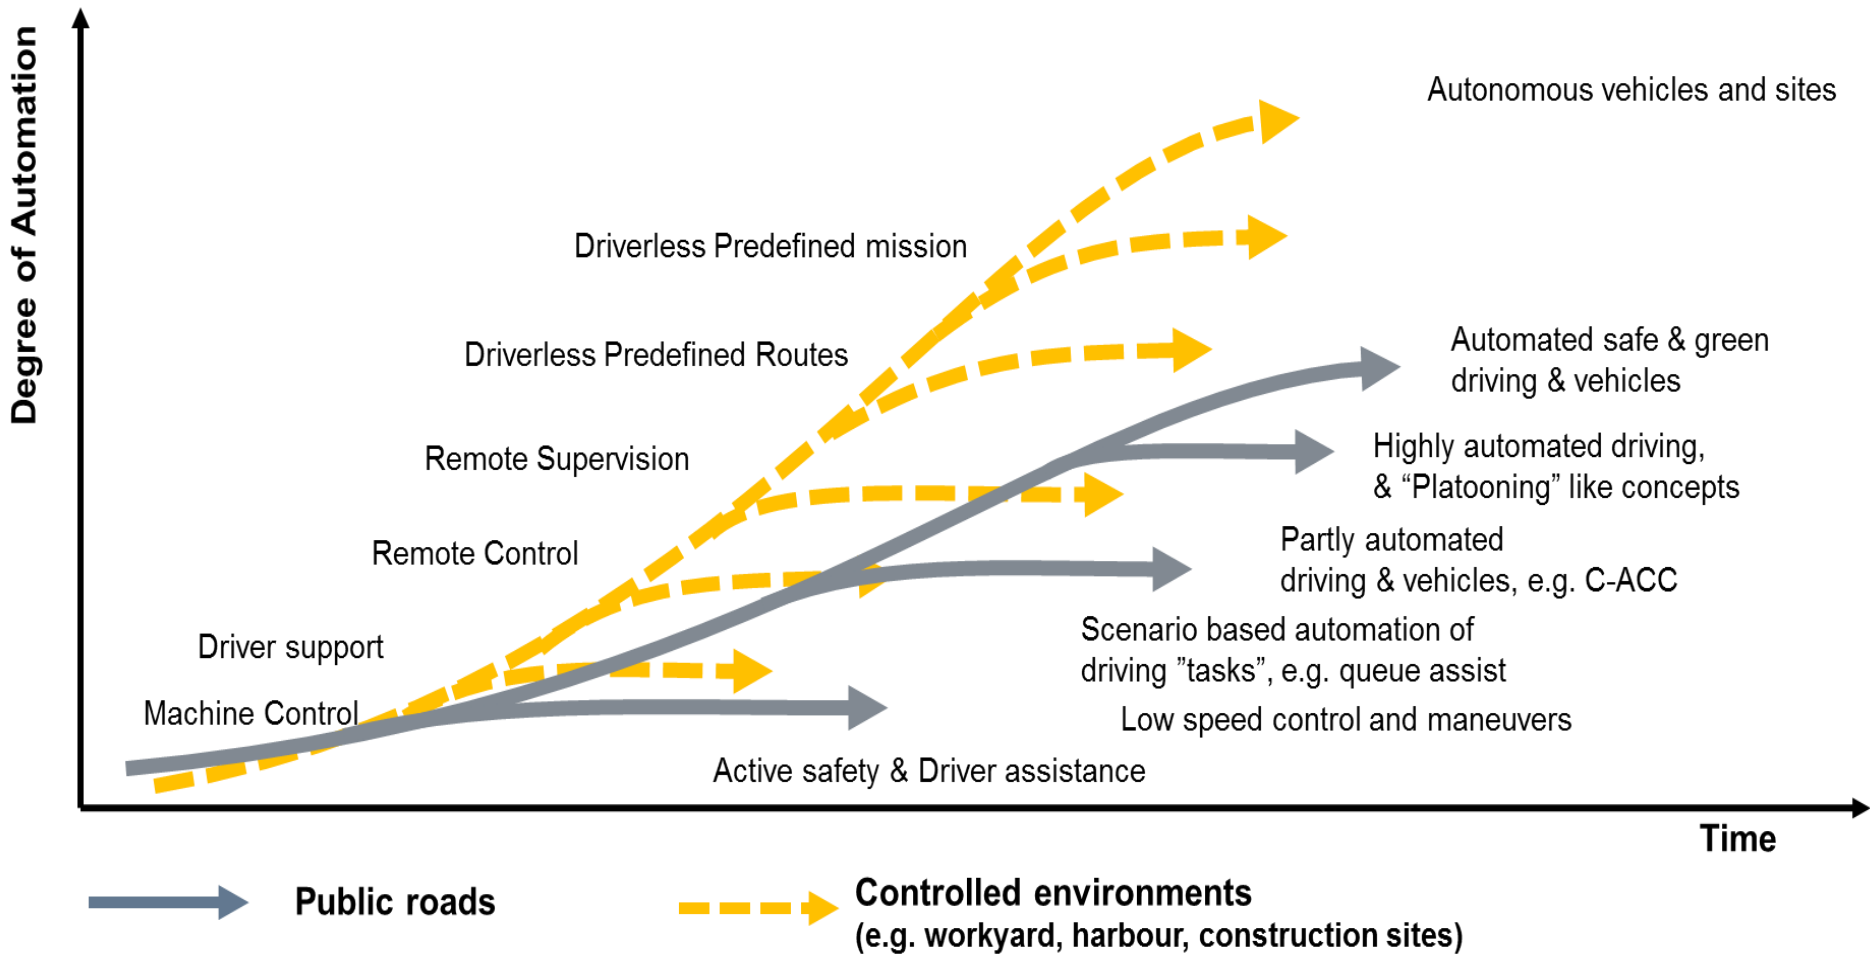 Degree of Automation
Autonomous vehicles and sites
Driverless Predefined mission
Driverless Predefined Routes
Automated safe & green
driving & vehicles
Remote Supervision
Highly automated driving,
& “Platooning” like concepts
Remote Control
Partly automated
driving & vehicles, e.g. C-ACC
Driver support
Scenario based automation of
driving ”tasks”, e.g. queue assist
Machine Control
Low speed control and maneuvers
Active safety & Driver assistance
Time
Public roads
Controlled environments
(e.g. workyard, harbour, construction sites)